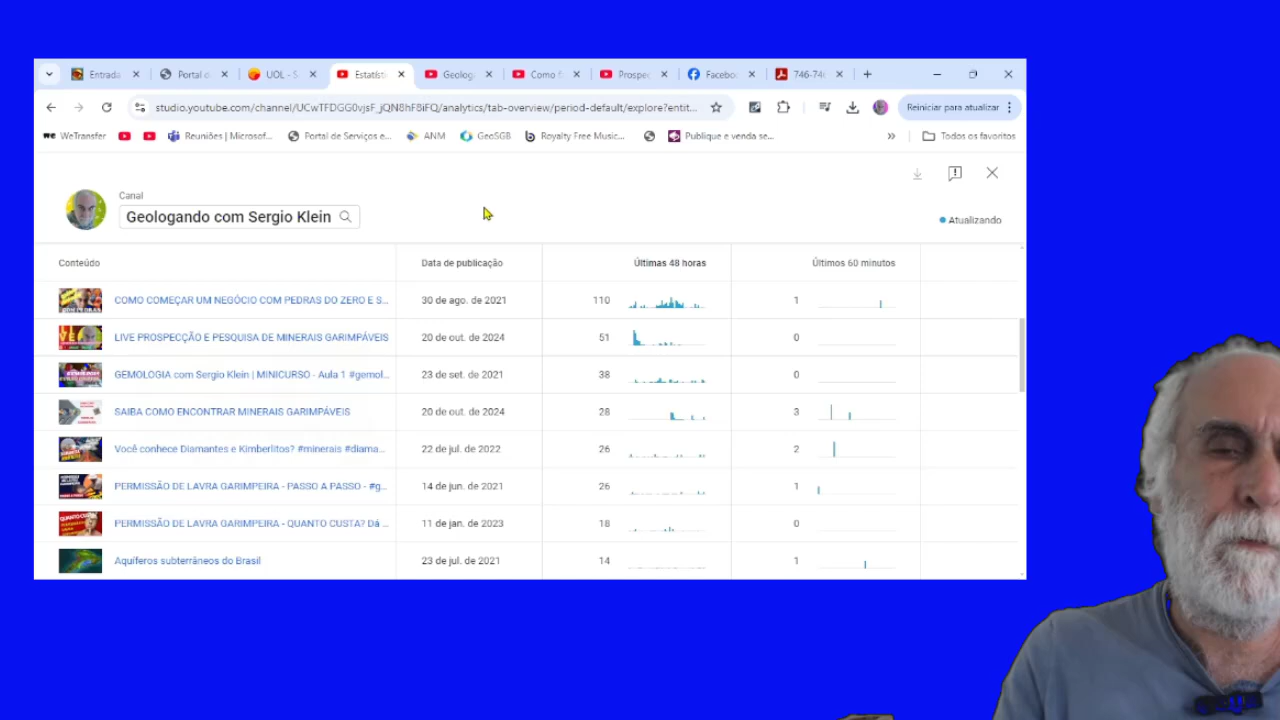 Entrada
Portal d
UOL - S
Estatísti
Geolog
Como E
Prospec
Faceboo
746-746
studio.youtube.com/channel/UCwTFDGG0vjsF_jQN8hF8iFQ/analytics/tab-overview/period-default/explore?entit...
Reiniciar para atualizar
WeTransfer
Reuniões | Microsof...
Portal de Serviços e...
ANM
GeoSGB
Royalty Free Music...
Publique e venda se...
Todos os favoritos
Canal
Geologando com Sergio Klein
Atualizando
Conteúdo Data de publicação Últimas 48 horas Últimos 60 minutos
COMO COMEÇAR UM NEGÓCIO COM PEDRAS DO ZERO E S... 30 de ago. de 2021 110 1
LIVE PROSPECÇÃO E PESQUISA DE MINERAIS GARIMPÁVEIS 20 de out. de 2024 51 0
GEMOLOGIA com Sergio Klein | MINICURSO - Aula 1 #gemol... 23 de set. de 2021 38 0
SAIBA COMO ENCONTRAR MINERAIS GARIMPÁVEIS 20 de out. de 2024 28 3
Você conhece Diamantes e Kimberlitos? #minerais #diama... 22 de jul. de 2022 26 2
PERMISSÃO DE LAVRA GARIMPEIRA - PASSO A PASSO - #g... 14 de jun. de 2021 26 1
PERMISSÃO DE LAVRA GARIMPEIRA - QUANTO CUSTA? Dá ... 11 de jan. de 2023 18 0
Aquíferos subterrâneos do Brasil 23 de jul. de 2021 14 1